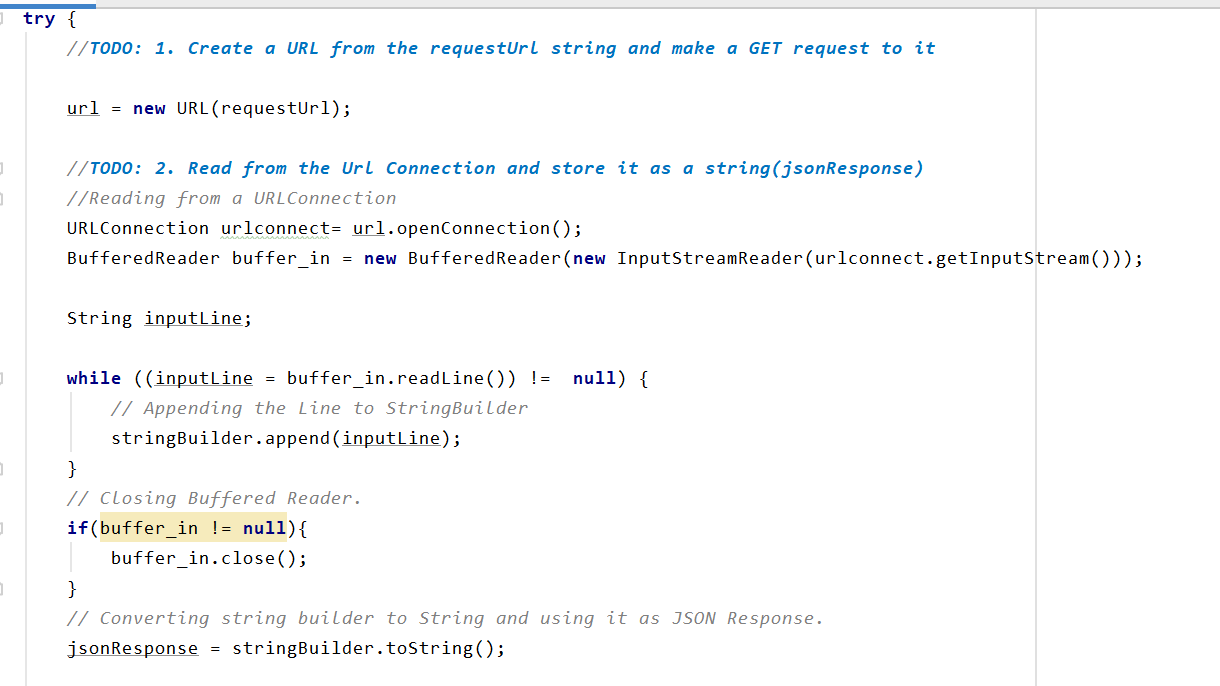 try {
//TODO: 1. Create a URL from the requestUrl string and make a GET request to it
url = new URL(requestUrl);
//TODO: 2. Read from the Url Connection and store it as a string(jsonResponse)
//Reading from a URLConnection
URLConnection urlconnect= url.openConnection();
BufferedReader buffer_in = new BufferedReader(new InputStreamReader(urlconnect.getInputStream()));
String inputLine;
while ((inputLine = buffer_in.readLine()) !=  null) {
// Appending the Line to StringBuilder
stringBuilder.append(inputLine);
}
// Closing Buffered Reader.
if(buffer_in != null){
buffer_in.close();
}
// Converting string builder to String and using it as JSON Response.
jsonResponse = stringBuilder.toString();